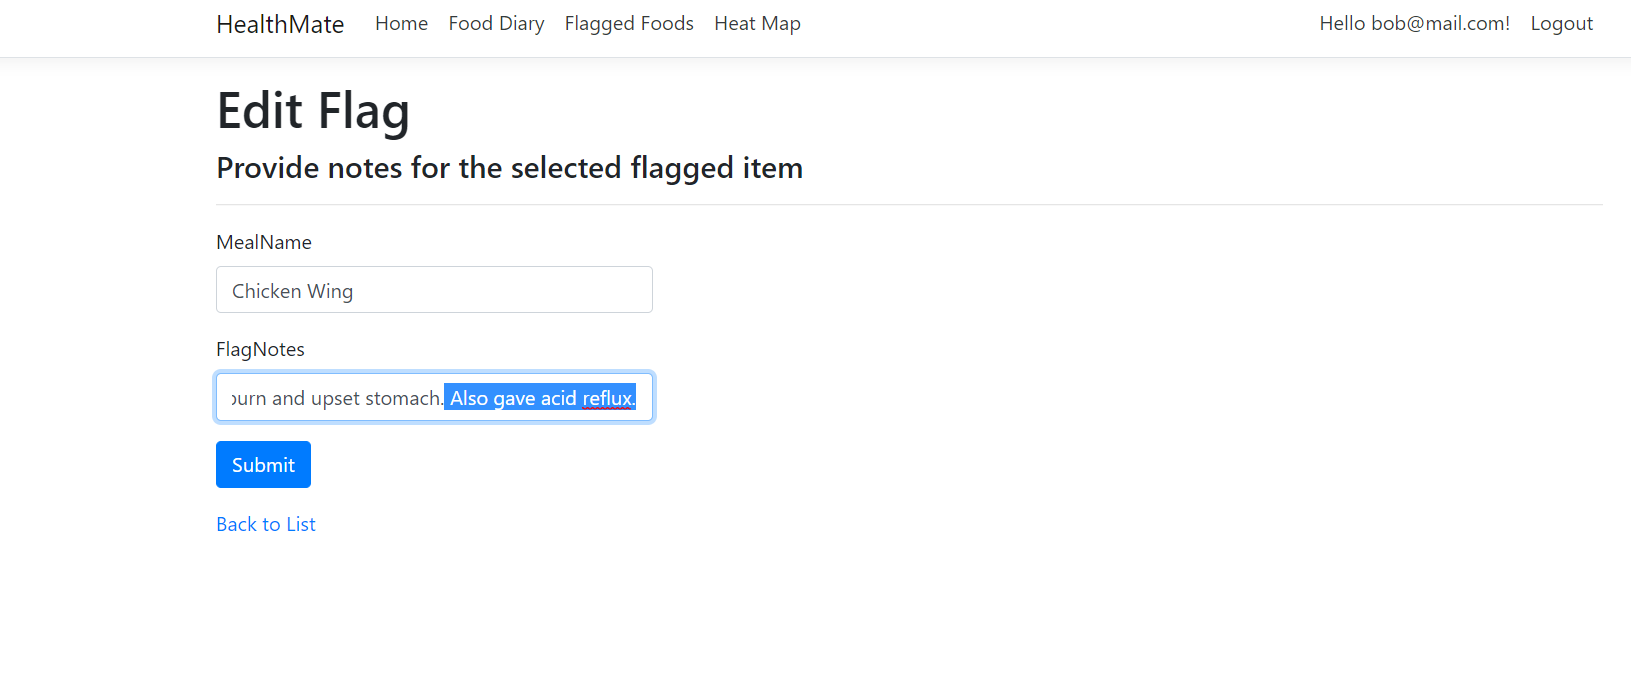 HealthMate Home Food Diary Flagged Foods Heat Map Hello bob@mail.com! Logout
Edit Flag
Provide notes for the selected flagged item
MealName
Chicken Wing
FlagNotes
and upset stomach. Also gave acid reflux.
Submit
Back to List